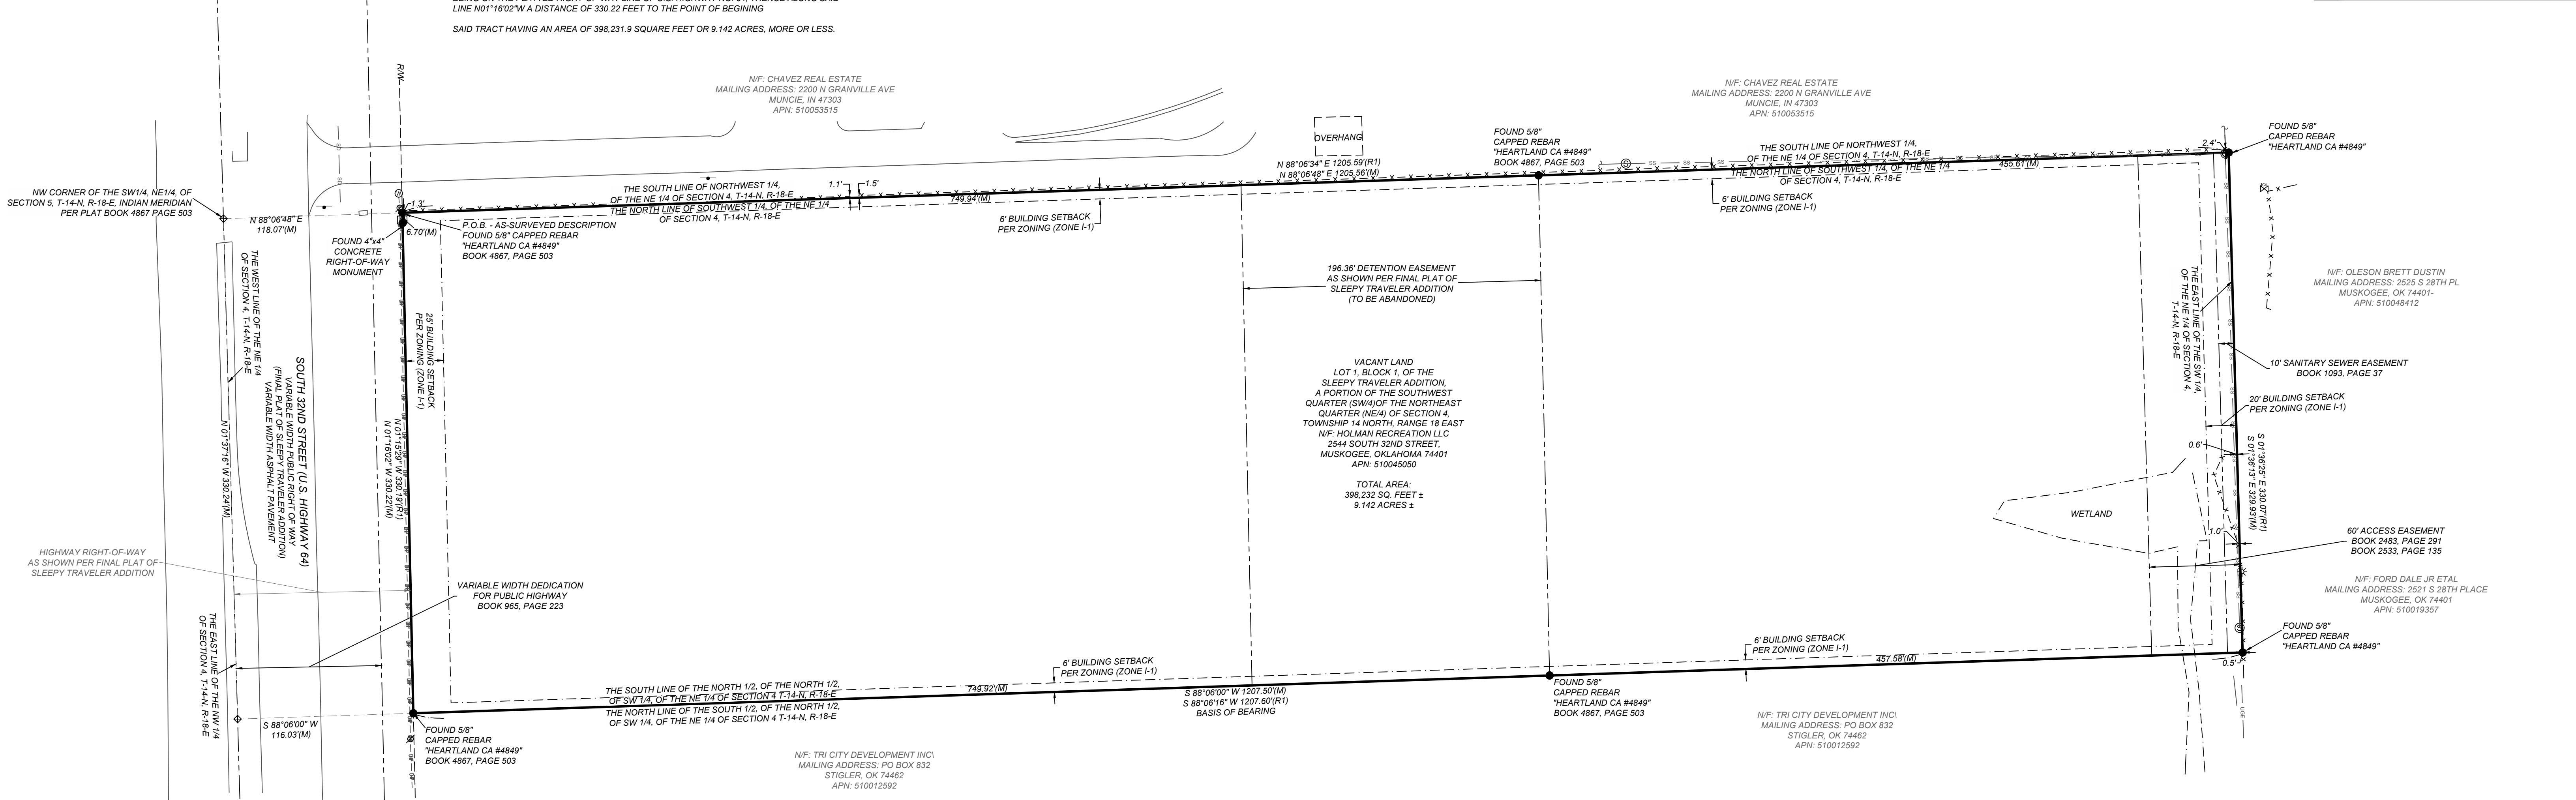 LINE N01°16'02"W A DISTANCE OF 330.22 FEET TO THE POINT OF BEGINING
SAID TRACT HAVING AN AREA OF 398,231.9 SQUARE FEET OR 9.142 ACRES, MORE OR LESS.
R/W
N/F: CHAVEZ REAL ESTATE
MAILING ADDRESS: 2200 N GRANVILLE AVE
MUNCIE, IN 47303
APN: 510053515
N/F: CHAVEZ REAL ESTATE
MAILING ADDRESS: 2200 N GRANVILLE AVE
MUNCIE, IN 47303
APN: 510053515
OVERHANG
FOUND 5/8"
CAPPED REBAR
"HEARTLAND CA #4849"
BOOK 4867, PAGE 503
FOUND 5/8"
CAPPED REBAR
"HEARTLAND CA #4849"
2.4'
THE SOUTH LINE OF NORTHWEST 1/4,
OF THE NE 1/4 OF SECTION 4, T-14-N, R-18-E
455.61'(M)
THE NORTH LINE OF SOUTHWEST 1/4, OF THE NE 1/4
OF SECTION 4, T-14-N, R-18-E
N 88°06'34" E 1205.59'(R1)
N 88°06'48" E 1205.56'(M)
NW CORNER OF THE SW1/4, NE1/4, OF
SECTION 5, T-14-N, R-18-E, INDIAN MERIDIAN
PER PLAT BOOK 4867 PAGE 503
N 88°06'48" E
118.07'(M)
THE SOUTH LINE OF NORTHWEST 1/4,
OF THE NE 1/4 OF SECTION 4, T-14-N, R-18-E
THE NORTH LINE OF SOUTHWEST 1/4, OF THE NE 1/4
OF SECTION 4, T-14-N, R-18-E
1.1'
1.5'
749.94'(M)
1.3'
6.70'(M)
P.O.B. - AS-SURVEYED DESCRIPTION
FOUND 5/8" CAPPED REBAR
"HEARTLAND CA #4849"
BOOK 4867, PAGE 503
FOUND 4"x4"
CONCRETE
RIGHT-OF-WAY
MONUMENT
6' BUILDING SETBACK
PER ZONING (ZONE I-1)
6' BUILDING SETBACK
PER ZONING (ZONE I-1)
196.36' DETENTION EASEMENT
AS SHOWN PER FINAL PLAT OF
SLEEPY TRAVELER ADDITION
(TO BE ABANDONED)
VACANT LAND
LOT 1, BLOCK 1, OF THE
SLEEPY TRAVELER ADDITION,
A PORTION OF THE SOUTHWEST
QUARTER (SW/4)OF THE NORTHEAST
QUARTER (NE/4) OF SECTION 4,
TOWNSHIP 14 NORTH, RANGE 18 EAST
N/F: HOLMAN RECREATION LLC
2544 SOUTH 32ND STREET,
MUSKOGEE, OKLAHOMA 74401
APN: 510045050
TOTAL AREA:
398,232 SQ. FEET ±
9.142 ACRES ±
THE WEST LINE OF THE NE 1/4
OF SECTION 4, T-14-N, R-18-E
N 01°37'16" W 330.24'(M)
SOUTH 32ND STREET (U.S. HIGHWAY 64)
VARIABLE WIDTH PUBLIC RIGHT OF WAY
(FINAL PLAT OF SLEEPY TRAVELER ADDITION)
VARIABLE WIDTH ASPHALT PAVEMENT
25' BUILDING SETBACK
PER ZONING (ZONE I-1)
N 01°15'29" W 330.19'(R1)
N 01°16'02" W 330.22'(M)
HIGHWAY RIGHT-OF-WAY
AS SHOWN PER FINAL PLAT OF
SLEEPY TRAVELER ADDITION
VARIABLE WIDTH DEDICATION
FOR PUBLIC HIGHWAY
BOOK 965, PAGE 223
THE EAST LINE OF THE NW 1/4
OF SECTION 4, T-14-N, R-18-E
S 88°06'00" W
116.03'(M)
FOUND 5/8"
CAPPED REBAR
"HEARTLAND CA #4849"
BOOK 4867, PAGE 503
THE SOUTH LINE OF THE NORTH 1/2, OF THE NORTH 1/2,
OF SW 1/4, OF THE NE 1/4 OF SECTION 4 T-14-N, R-18-E
THE NORTH LINE OF THE SOUTH 1/2, OF THE NORTH 1/2,
OF SW 1/4, OF THE NE 1/4 OF SECTION 4 T-14-N, R-18-E
749.92'(M)
6' BUILDING SETBACK
PER ZONING (ZONE I-1)
S 88°06'00" W 1207.50'(M)
S 88°06'16" W 1207.60'(R1)
BASIS OF BEARING
FOUND 5/8"
CAPPED REBAR
"HEARTLAND CA #4849"
BOOK 4867, PAGE 503
6' BUILDING SETBACK
PER ZONING (ZONE I-1)
457.58'(M)
N/F: TRI CITY DEVELOPMENT INC\
MAILING ADDRESS: PO BOX 832
STIGLER, OK 74462
APN: 510012592
N/F: TRI CITY DEVELOPMENT INC\
MAILING ADDRESS: PO BOX 832
STIGLER, OK 74462
APN: 510012592
THE EAST LINE OF THE SW 1/4,
OF THE NE 1/4 OF SECTION 4,
T-14-N, R-18-E
N/F: OLESON BRETT DUSTIN
MAILING ADDRESS: 2525 S 28TH PL
MUSKOGEE, OK 74401-
APN: 510048412
10' SANITARY SEWER EASEMENT
BOOK 1093, PAGE 37
20' BUILDING SETBACK
PER ZONING (ZONE I-1)
0.6'
S 01°36'25" E 330.07'(R1)
S 01°36'13" E 329.93'(M)
WETLAND
1.0'
60' ACCESS EASEMENT
BOOK 2483, PAGE 291
BOOK 2533, PAGE 135
N/F: FORD DALE JR ETAL
MAILING ADDRESS: 2521 S 28TH PLACE
MUSKOGEE, OK 74401
APN: 510019357
FOUND 5/8"
CAPPED REBAR
"HEARTLAND CA #4849"
0.5'
UGE